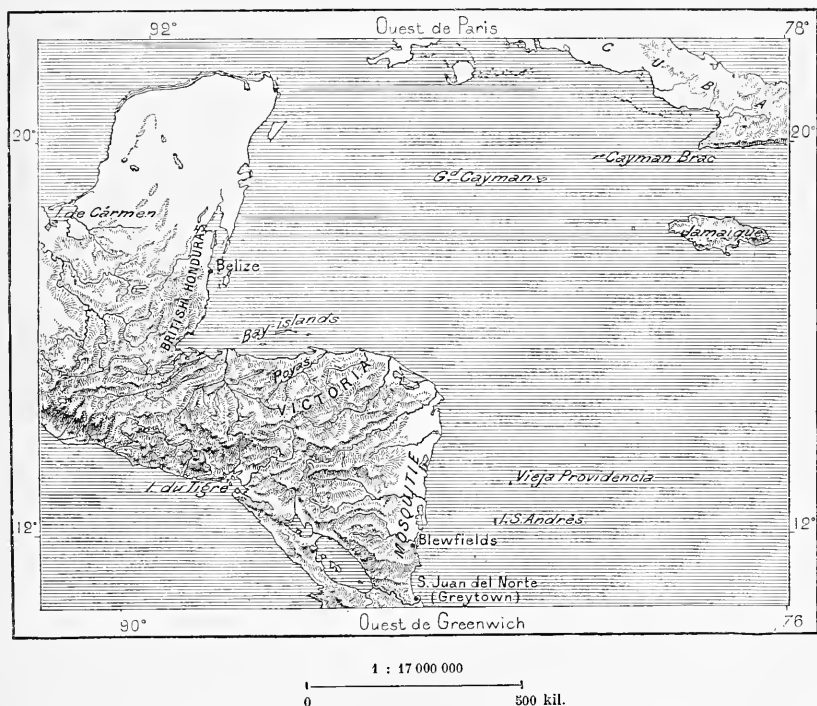 92° Ouest de Paris 78°
C
U
B
A
20° 20°
Cayman Brac
Gd Cayman
I. de Cármen
Jamaïque
BRITISH HONDURAS
Belize
Bay-islands
Poyas
VICTORIA
MOSQUITIE
Vieja Providencia
I. du Tigre
I. S. Andrès
12° 12°
Blewfields
S. Juan del Norte
(Greytown)
90° Ouest de Greenwich 76°
1 : 17 000 000
0 500 kil.